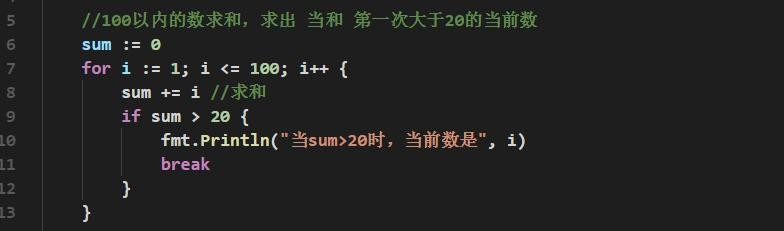 5 //100以内的数求和，求出 当和 第一次大于20的当前数
6 sum := 0
7 for i := 1; i <= 100; i++ {
8 sum += i //求和
9 if sum > 20 {
10 fmt.Println("当sum>20时，当前数是", i)
11 break
12 }
13 }